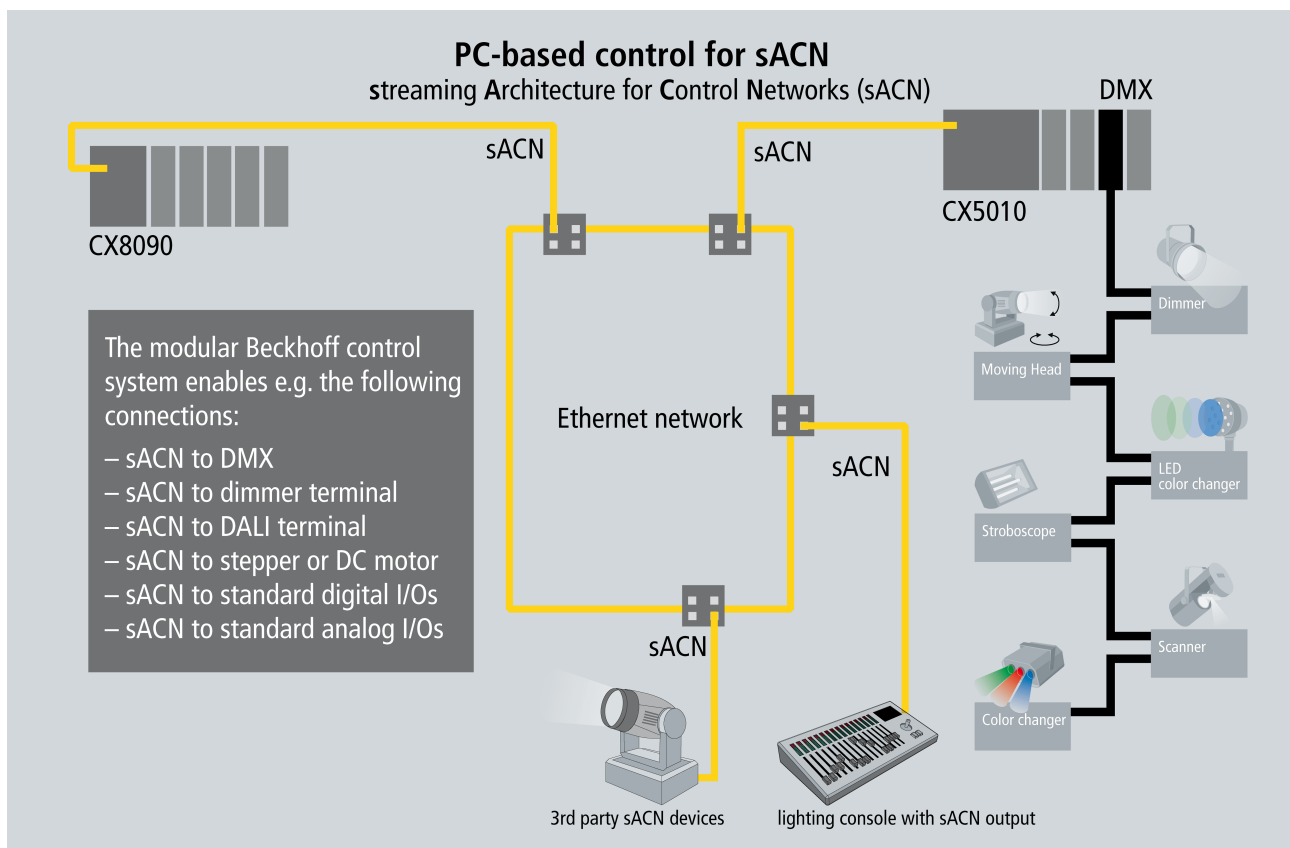 PC-based control for sACN
streaming Architecture for Control Networks (sACN)
DMX
sACN
sACN
CX8090
CX5010
Dimmer
Moving Head
The modular Beckhoff control
system enables e.g. the following
connections:
– sACN to DMX
– sACN to dimmer terminal
– sACN to DALI terminal
– sACN to stepper or DC motor
– sACN to standard digital I/Os
– sACN to standard analog I/Os
Ethernet network
sACN
LED
color changer
Stroboscope
sACN
Scanner
Color changer
3rd party sACN devices
lighting console with sACN output